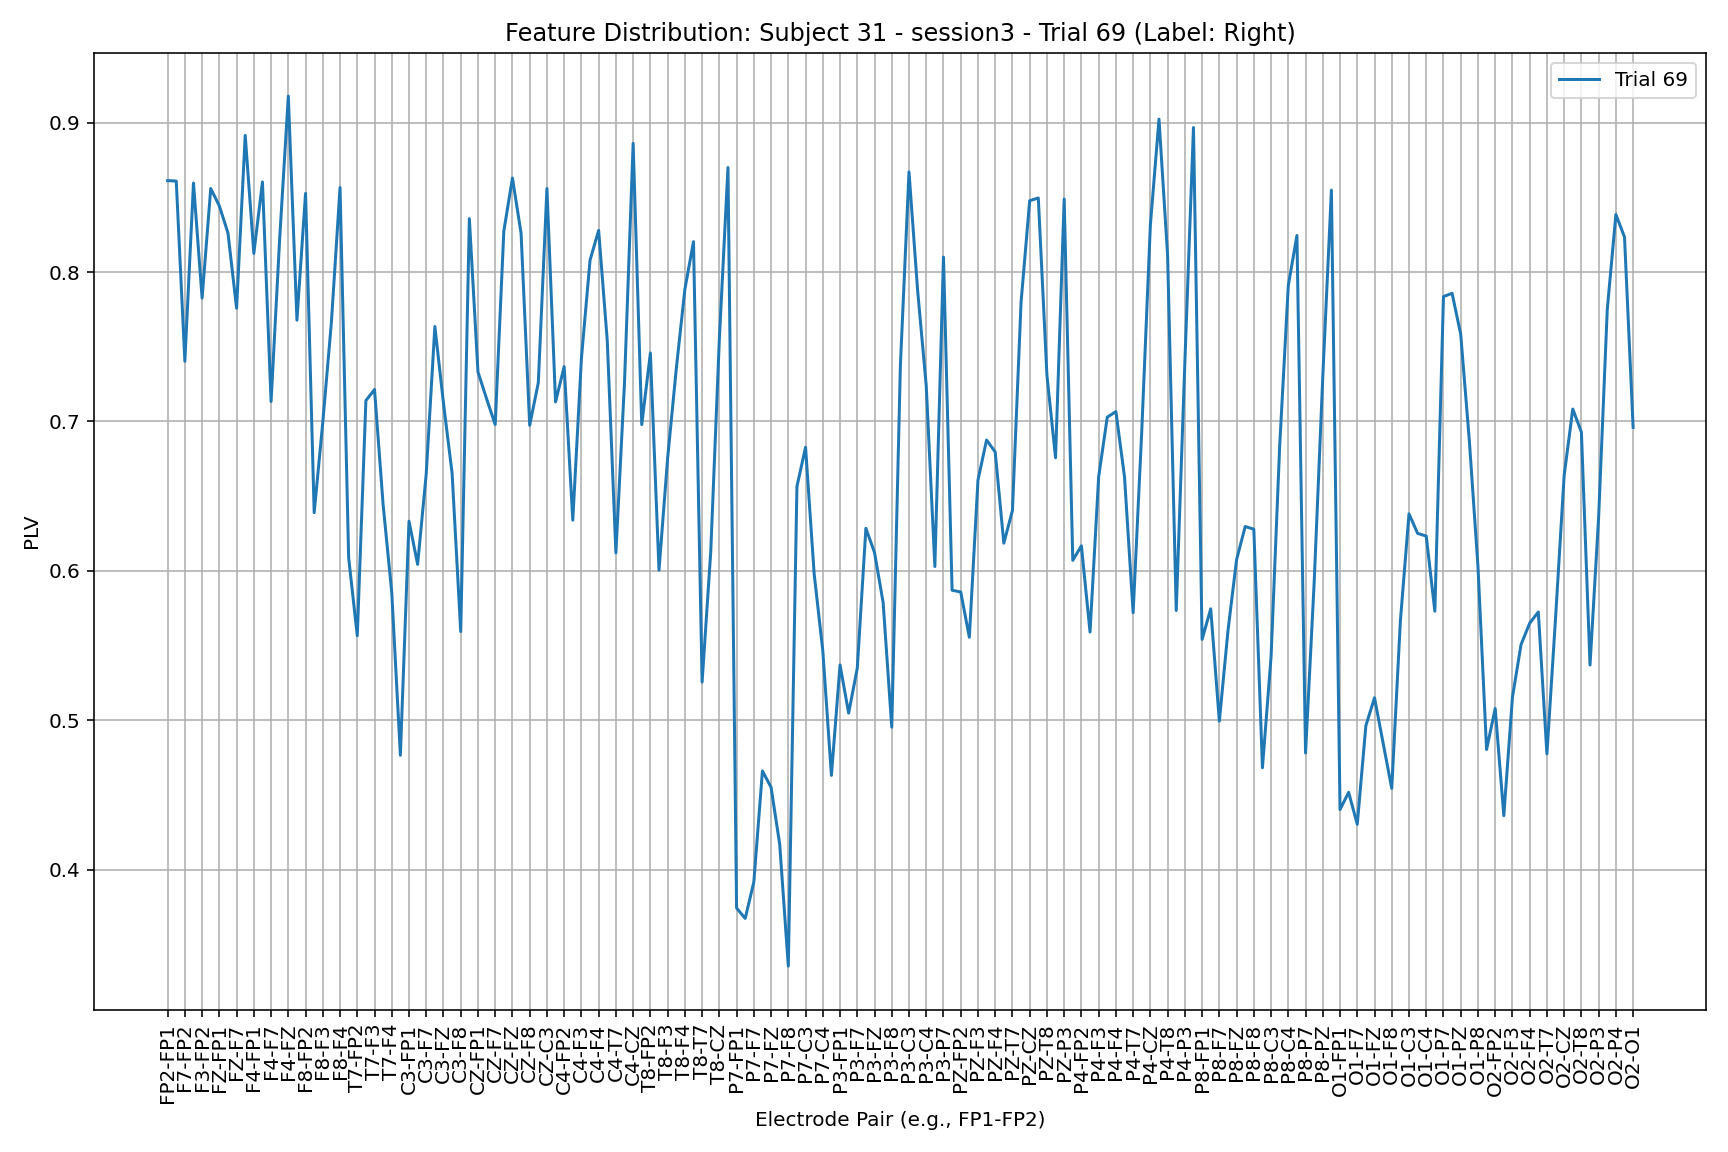 Feature Distribution: Subject 31 - session3 - Trial 69 (Label: Right)
Trial 69
PLV
0.9
0.8
0.7
0.6
0.5
0.4
FP2-FP1
F7-FP2
F3-FP2
FZ-FP1
FZ-F7
F4-FP1
F4-F7
F4-FZ
F8-FP2
F8-F3
F8-F4
T7-FP2
T7-F3
T7-F4
C3-FP1
C3-F7
C3-FZ
C3-F8
CZ-FP1
CZ-F7
CZ-FZ
CZ-F8
CZ-C3
C4-FP2
C4-F3
C4-F4
C4-T7
C4-CZ
T8-FP2
T8-F3
T8-F4
T8-T7
T8-CZ
P7-FP1
P7-F7
P7-FZ
P7-F8
P7-C3
P7-C4
P3-FP1
P3-F7
P3-FZ
P3-F8
P3-C3
P3-C4
P3-P7
PZ-FP2
PZ-F3
PZ-F4
PZ-T7
PZ-CZ
PZ-T8
PZ-P3
P4-FP2
P4-F3
P4-F4
P4-T7
P4-CZ
P4-T8
P4-P3
P8-FP1
P8-F7
P8-FZ
P8-F8
P8-C3
P8-C4
P8-P7
P8-PZ
O1-FP1
O1-F7
O1-FZ
O1-F8
O1-C3
O1-C4
O1-P7
O1-PZ
O1-P8
O2-FP2
O2-F3
O2-F4
O2-T7
O2-CZ
O2-T8
O2-P3
O2-P4
O2-O1
Electrode Pair (e.g., FP1-FP2)